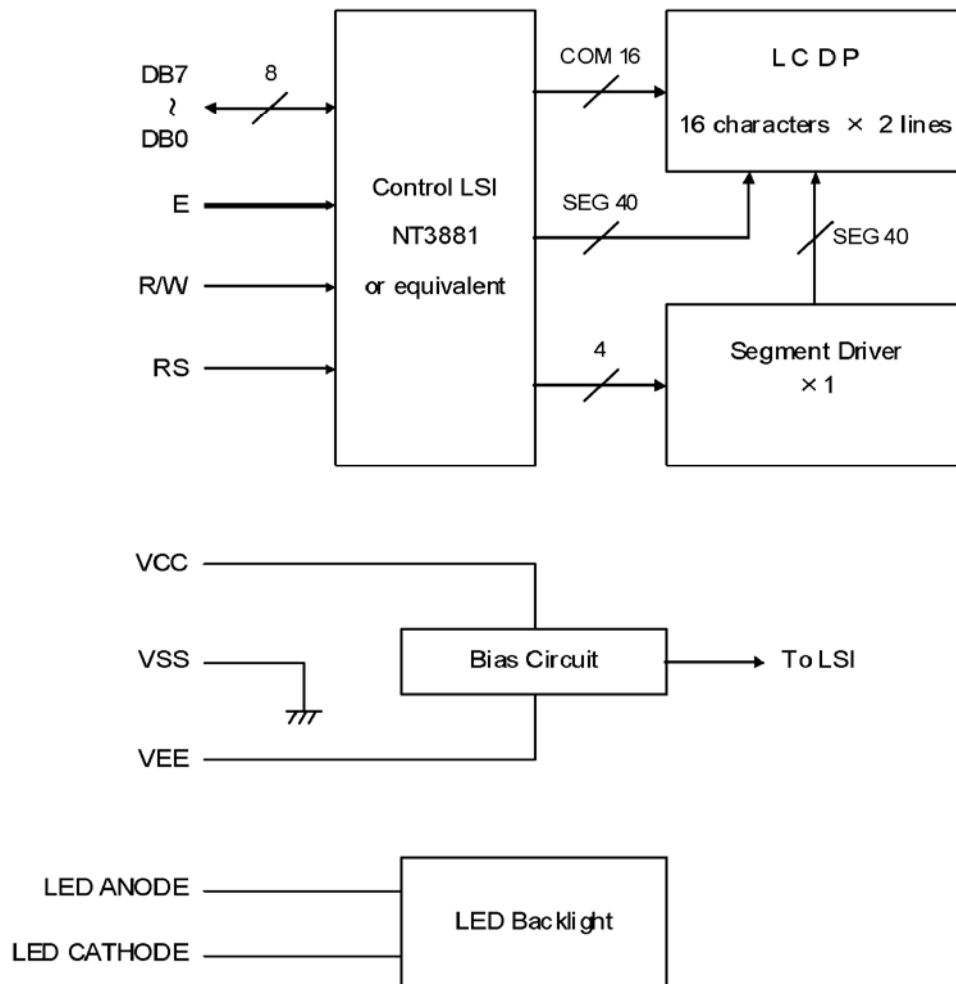 DB7
~
DB0
8
E
R/W
RS
Control LSI
NT3881
or equivalent
COM 16
SEG 40
4
L C D P
16 characters × 2 lines
SEG 40
Segment Driver
× 1
VCC
VSS
VEE
Bias Circuit
To LSI
LED ANODE
LED CATHODE
LED Backlight